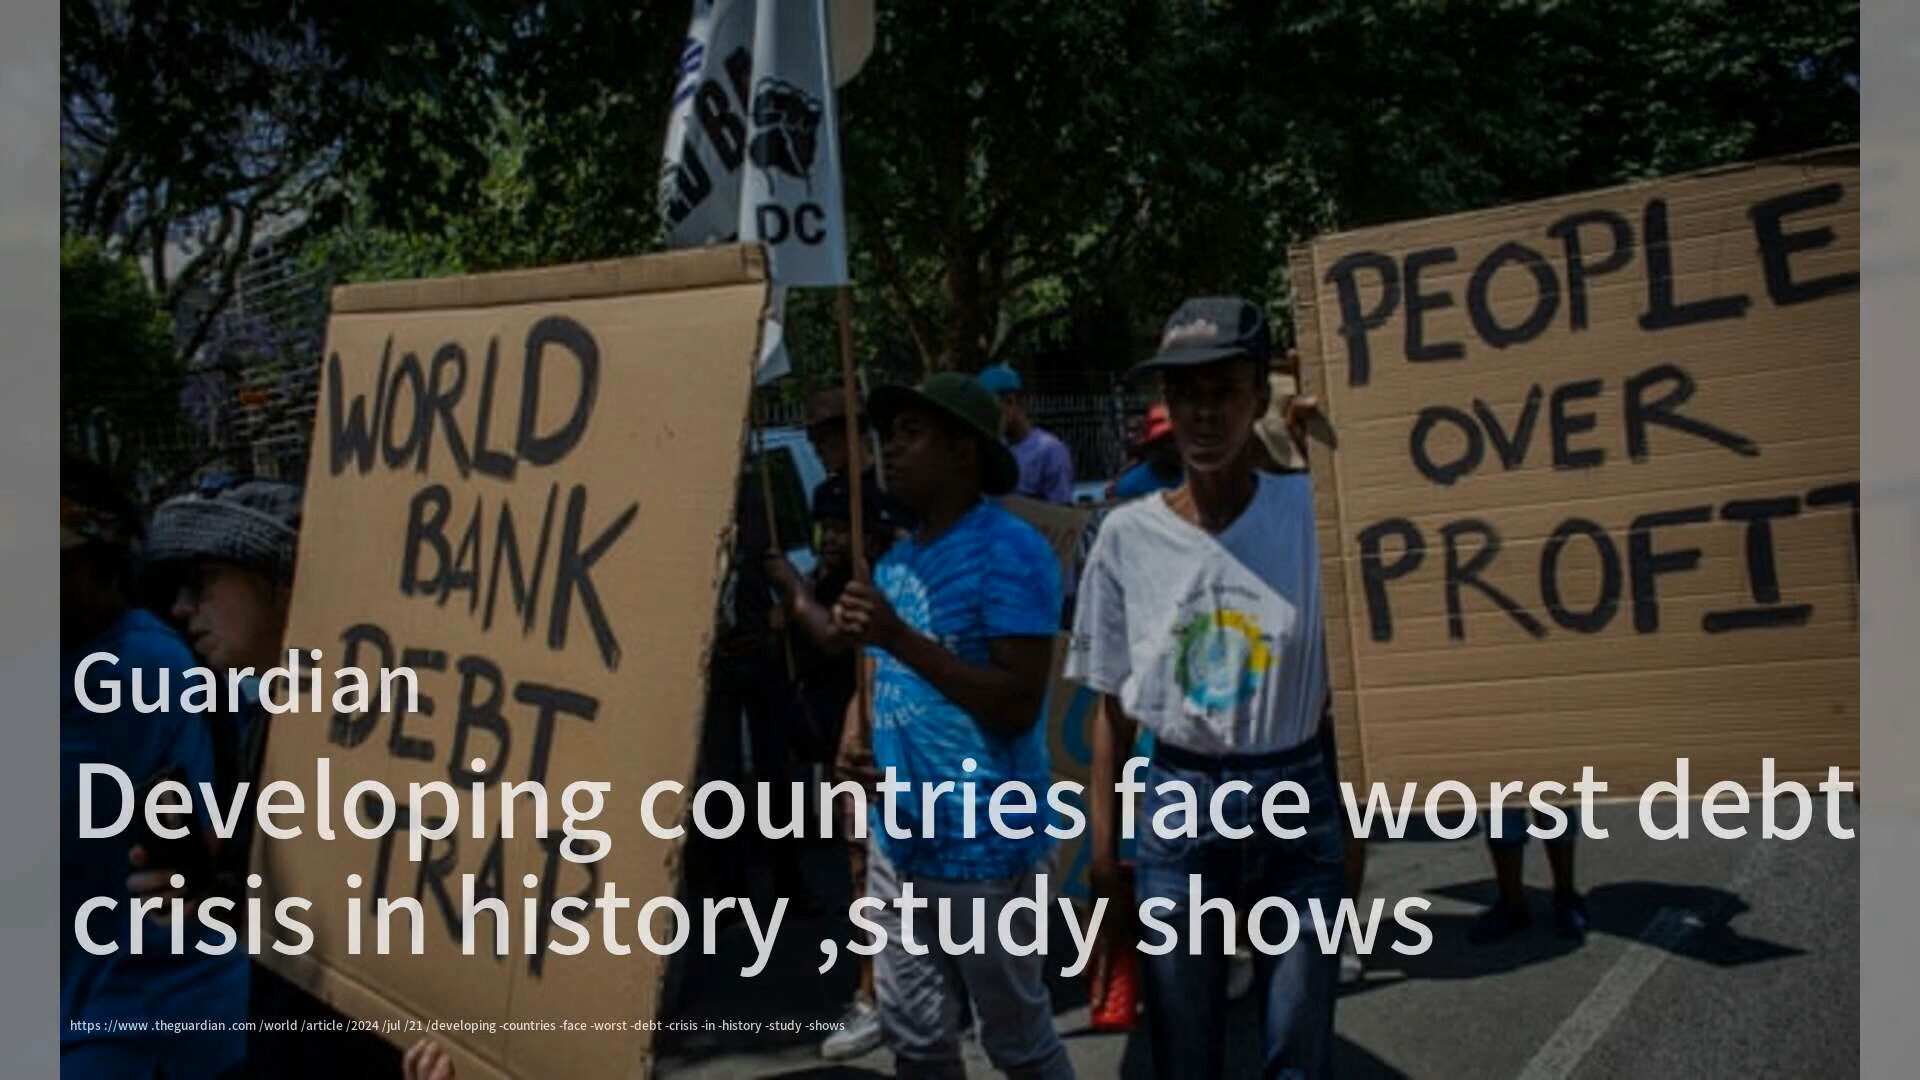 DC
WORLD
BANK
DEBT
TRAP
PEOPLE
OVER
PROFIT
Guardian
Developing countries face worst debt
crisis in history ,study shows
https ://www .theguardian .com /world /article /2024 /jul /21 /developing -countries -face -worst -debt -crisis -in -history -study -shows